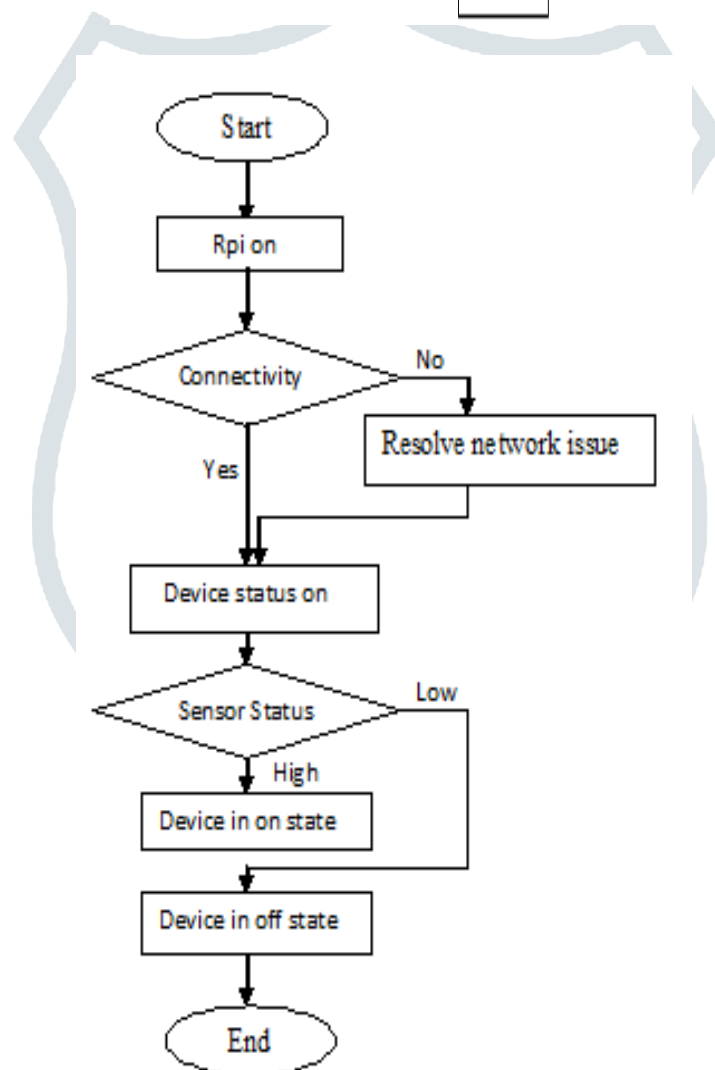 Start
Rpi on
Connectivity
No
Resolve network issue
Yes
Device status on
Sensor Status
Low
High
Device in on state
Device in off state
End